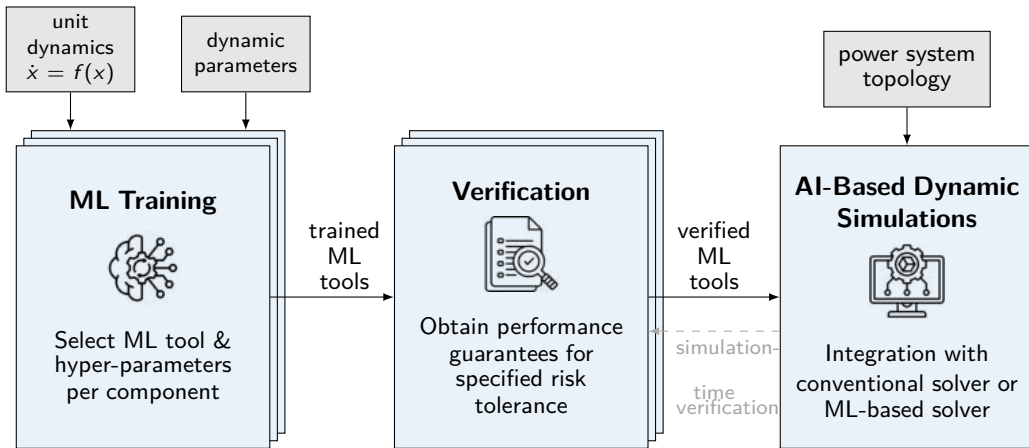 unit
dynamics
ẋ = f(x)
dynamic
parameters
power system
topology
ML Training
Select ML tool &
hyper-parameters
per component
trained
ML
tools
Verification
Obtain performance
guarantees for
specified risk
tolerance
verified
ML
tools
simulation-
time
verification
AI-Based Dynamic
Simulations
Integration with
conventional solver or
ML-based solver